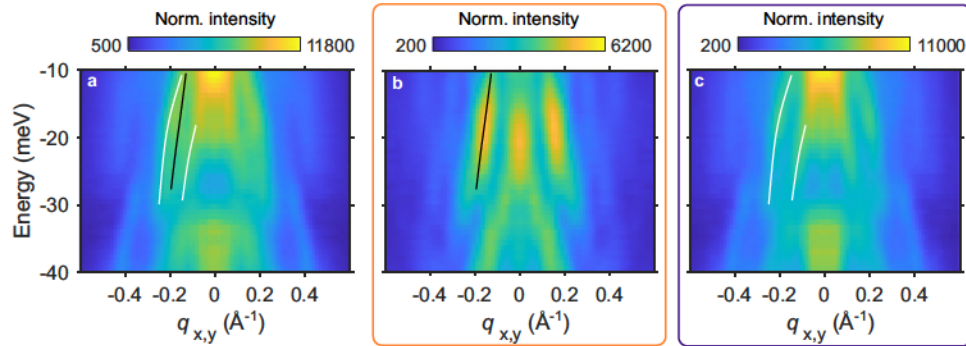 Norm. intensity
500 11800
Norm. intensity
200 6200
Norm. intensity
200 11000
a
b
c
Energy (meV)
-10
-20
-30
-40
-0.4 -0.2 0 0.2 0.4
-0.4 -0.2 0 0.2 0.4
-0.4 -0.2 0 0.2 0.4
q x,y (Å-1)
q x,y (Å-1)
q x,y (Å-1)